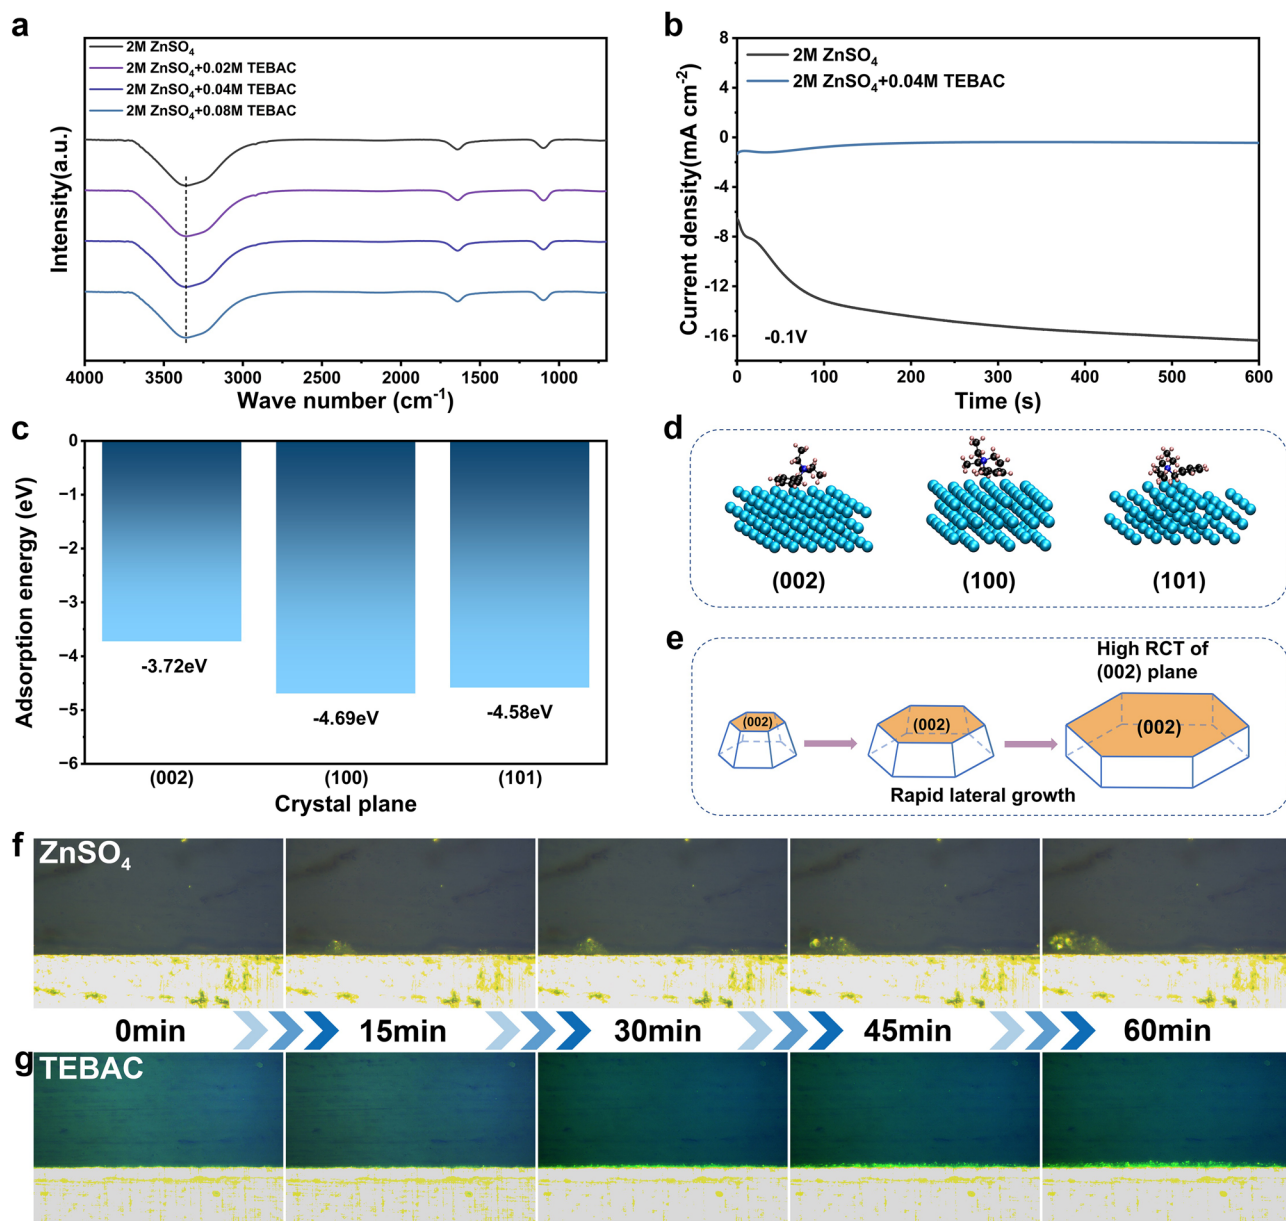 a
2M ZnSO₄
2M ZnSO₄+0.02M TEBAC
2M ZnSO₄+0.04M TEBAC
2M ZnSO₄+0.08M TEBAC
Intensity(a.u.)
4000 3500 3000 2500 2000 1500 1000
Wave number (cm⁻¹)
b
2M ZnSO₄
2M ZnSO₄+0.04M TEBAC
Current density(mA cm⁻²)
8
4
0
-4
-8
-12
-16
-0.1V
0 100 200 300 400 500 600
Time (s)
c
Adsorption energy (eV)
0
−1
−2
−3
−4
−5
−6
-3.72eV
-4.69eV
-4.58eV
(002) (100) (101)
Crystal plane
d
(002) (100) (101)
e
High RCT of
(002) plane
(002)
(002)
(002)
Rapid lateral growth
f
ZnSO₄
0min 15min 30min 45min 60min
g
TEBAC